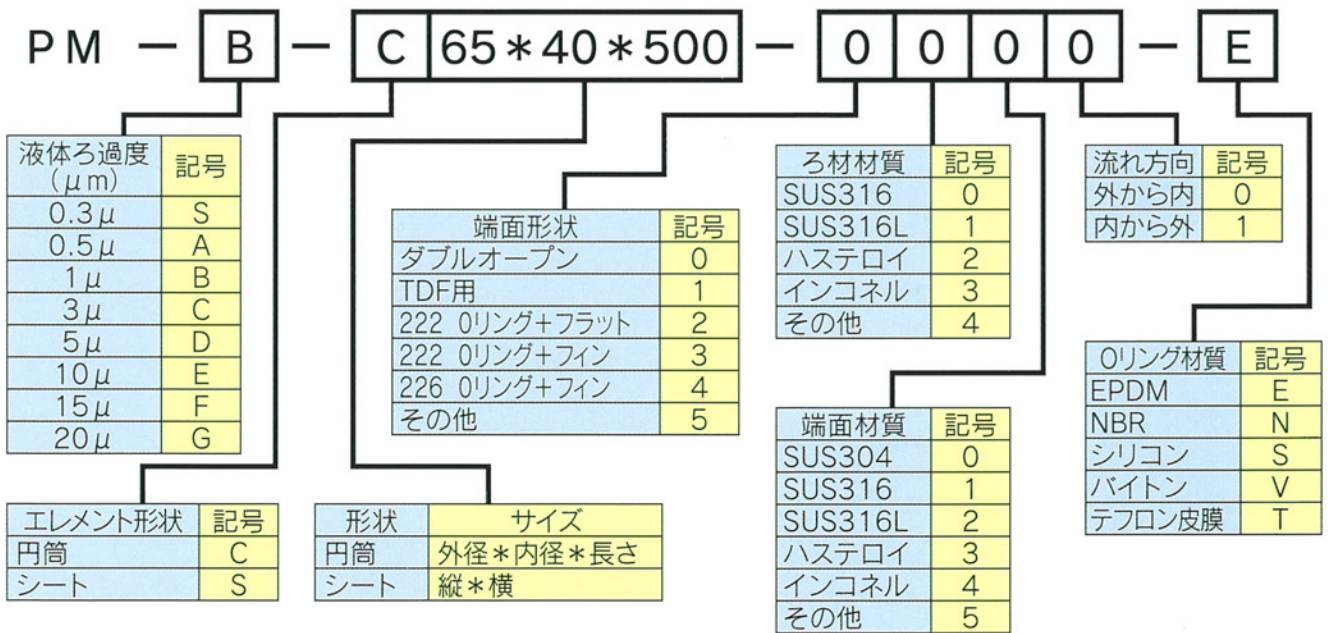 PM － B － C 65＊40＊500 － 0 0 0 0 － E
液体ろ過度(μm) 記号
0.3μ S
0.5μ A
1μ B
3μ C
5μ D
10μ E
15μ F
20μ G
エレメント形状 記号
円筒 C
シート S
形状 サイズ
円筒 外径＊内径＊長さ
シート 縦＊横
端面形状 記号
ダブルオープン 0
TDF用 1
222 Oリング+フラット 2
222 Oリング+フィン 3
226 Oリング+フィン 4
その他 5
ろ材材質 記号
SUS316 0
SUS316L 1
ハステロイ 2
インコネル 3
その他 4
端面材質 記号
SUS304 0
SUS316 1
SUS316L 2
ハステロイ 3
インコネル 4
その他 5
流れ方向 記号
外から内 0
内から外 1
Oリング材質 記号
EPDM E
NBR N
シリコン S
バイトン V
テフロン皮膜 T